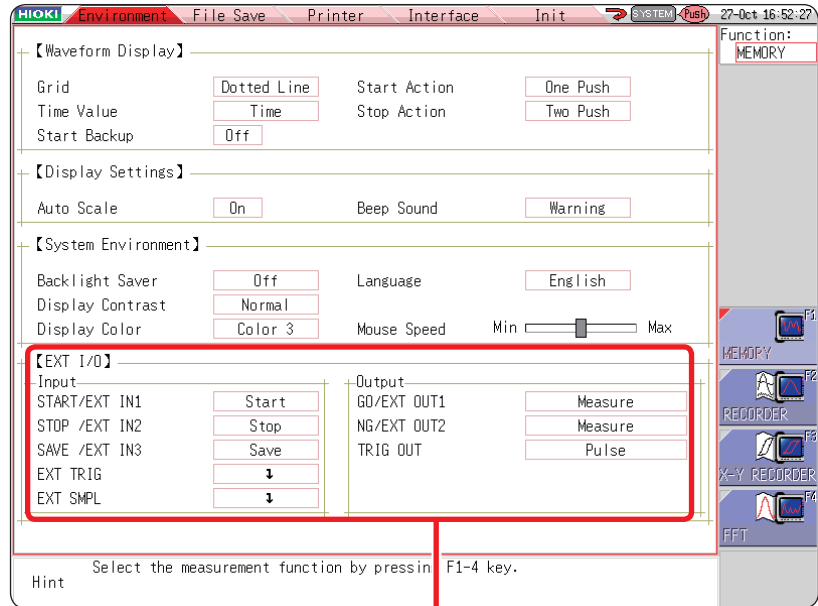 HIOKI Environment File Save Printer Interface Init SYSTEM Push 27-Oct 16:52:27
Function:
MEMORY
【Waveform Display】
Grid Dotted Line Start Action One Push
Time Value Time Stop Action Two Push
Start Backup Off
【Display Settings】
Auto Scale On Beep Sound Warning
【System Environment】
Backlight Saver Off Language English
Display Contrast Normal
Display Color Color 3 Mouse Speed Min Max
【EXT I/O】
Input Output
START/EXT IN1 Start GO/EXT OUT1 Measure
STOP /EXT IN2 Stop NG/EXT OUT2 Measure
SAVE /EXT IN3 Save TRIG OUT Pulse
EXT TRIG ↴
EXT SMPL ↴
F1
MEMORY
F2
RECORDER
F3
X-Y RECORDER
F4
FFT
Select the measurement function by pressin F1-4 key.
Hint